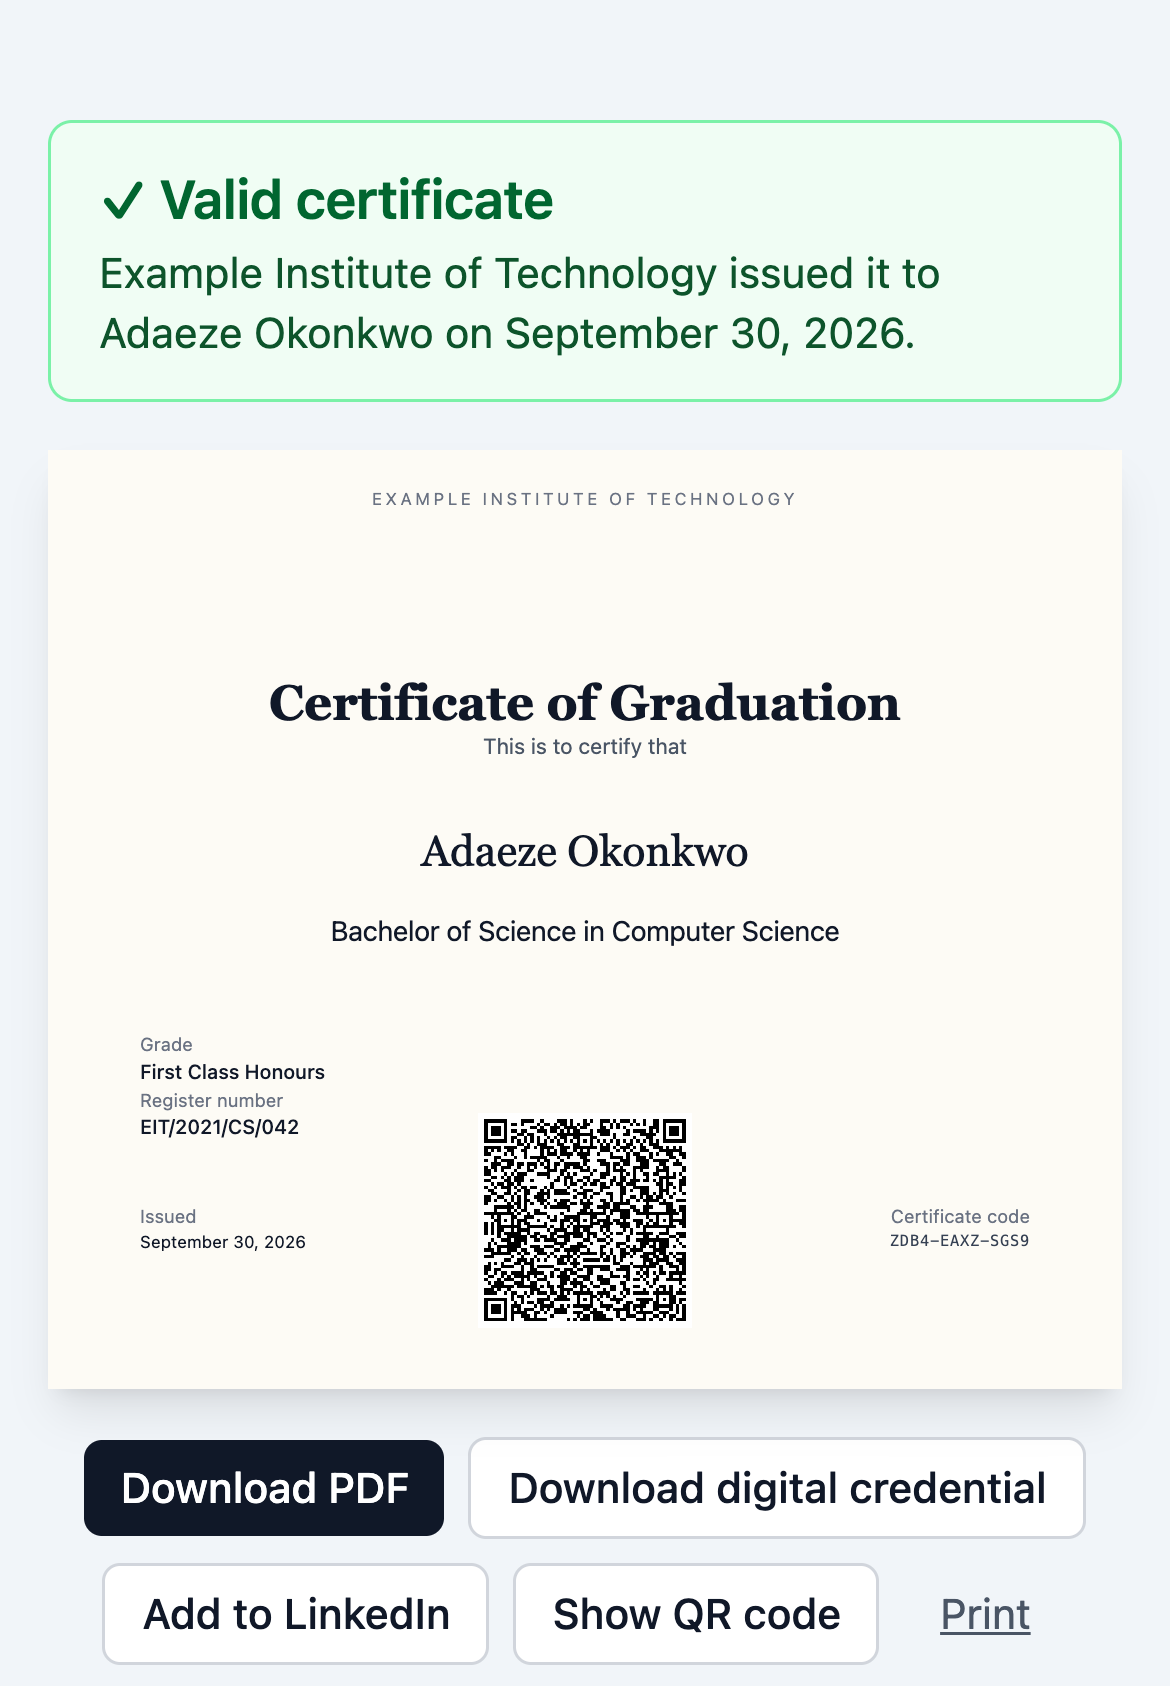 ✓ Valid certificate
Example Institute of Technology issued it to
Adaeze Okonkwo on September 30, 2026.
EXAMPLE INSTITUTE OF TECHNOLOGY
Certificate of Graduation
This is to certify that
Adaeze Okonkwo
Bachelor of Science in Computer Science
Grade
First Class Honours
Register number
EIT/2021/CS/042
Issued
September 30, 2026
Certificate code
ZDB4-EAXZ-SGS9
Download PDF
Download digital credential
Add to LinkedIn
Show QR code
Print